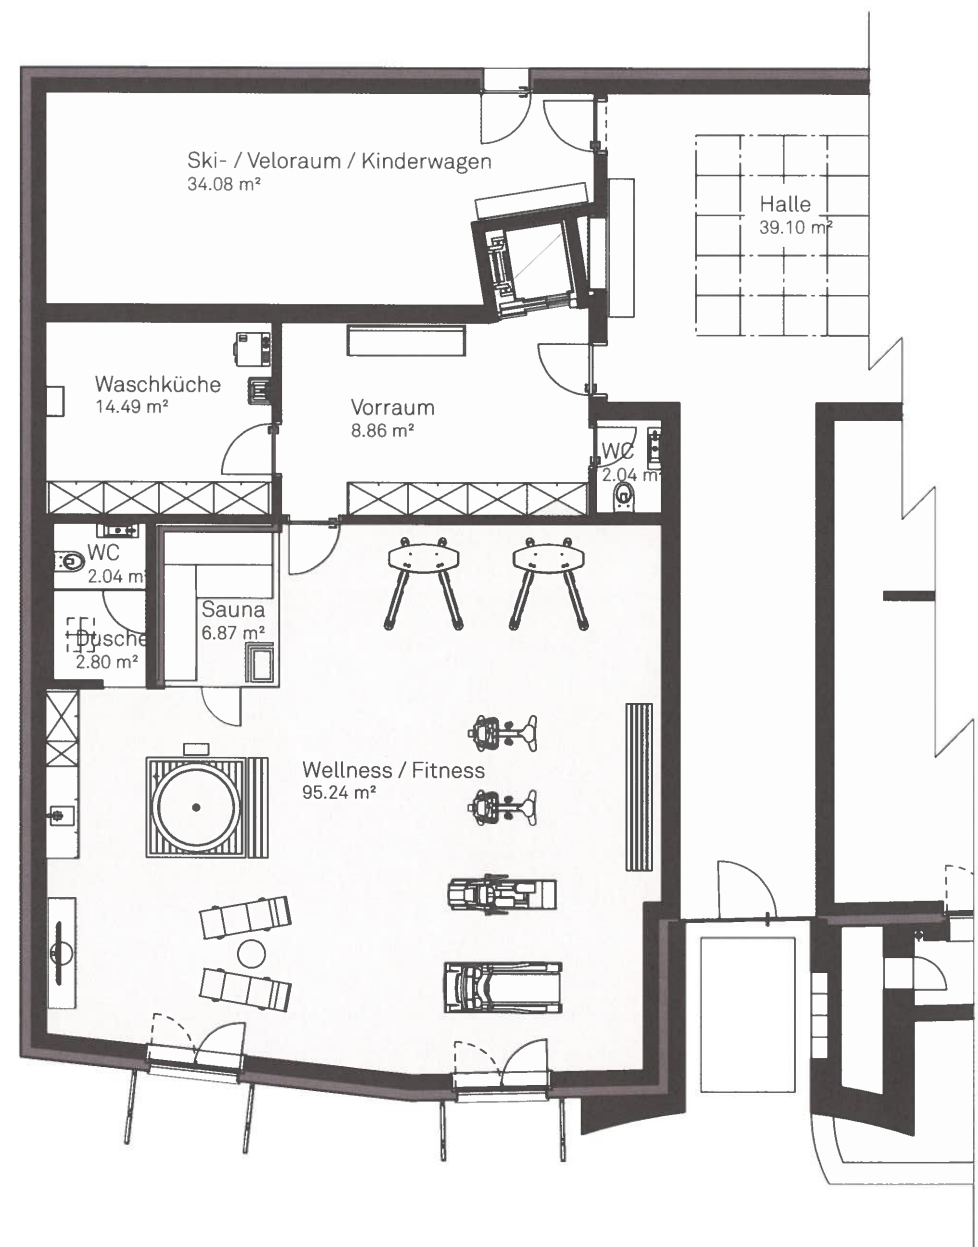 Ski- / Veloraum / Kinderwagen
34.08 m²
Halle
39.10 m²
Waschküche
14.49 m²
Vorraum
8.86 m²
WC
2.04 m²
WC
2.04 m²
Sauna
6.87 m²
Dusche
2.80 m²
Wellness / Fitness
95.24 m²